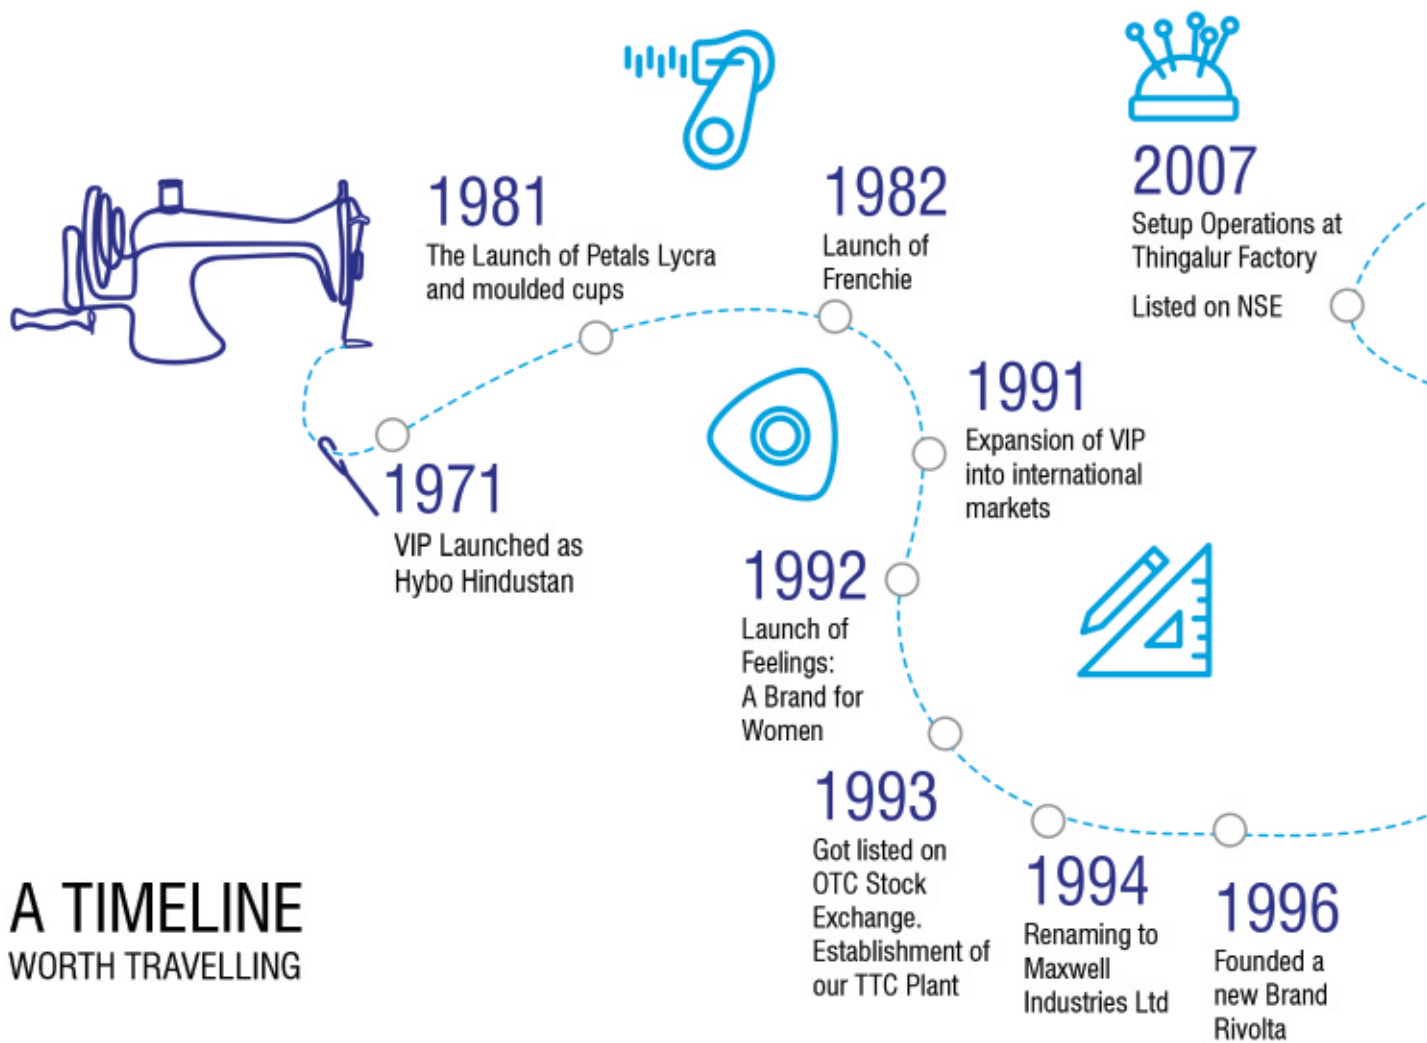 1981
The Launch of Petals Lycra
and moulded cups
1982
Launch of
Frenchie
2007
Setup Operations at
Thingalur Factory
Listed on NSE
1971
VIP Launched as
Hybo Hindustan
1991
Expansion of VIP
into international
markets
1992
Launch of
Feelings:
A Brand for
Women
1993
Got listed on
OTC Stock
Exchange.
Establishment of
our TTC Plant
1994
Renaming to
Maxwell
Industries Ltd
1996
Founded a
new Brand
Rivolta
A TIMELINE
WORTH TRAVELLING